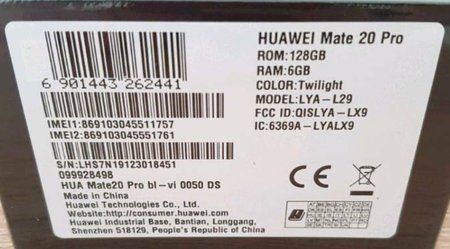 HUAWEI Mate 20 Pro
ROM:128GB
RAM:6GB
COLOR:Twilight
MODEL:LYA-L29
FCC ID:QISLYA-LX9
IC:6369A-LYALX9
6 901443 262441
IMEI1:869103045511757
IMEI2:869103045551761
S/N:LHS7N19123018451
099928498
HUA Mate20 Pro bl-vi 0050 DS
Made in China
Huawei Technologies Co., Ltd.
Website:http://consumer.huawei.com
Huawei Industrial Base, Bantian, Longgang,
Shenzhen 518129, People's Republic of China
CE